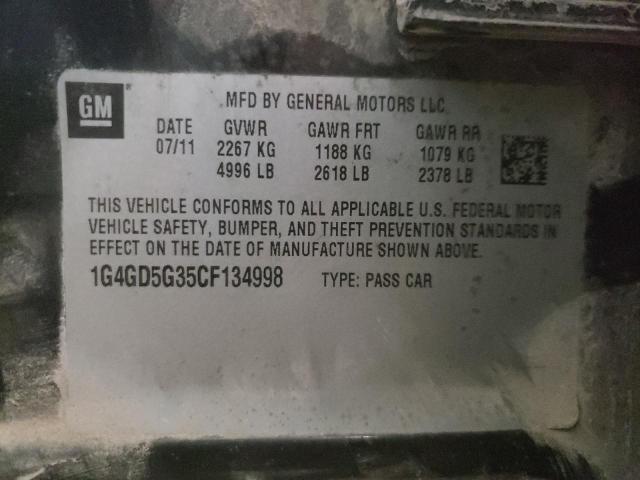 GM
MFD BY GENERAL MOTORS LLC
DATE GVWR GAWR FRT GAWR RR
07/11 2267 KG 1188 KG 1079 KG
4996 LB 2618 LB 2378 LB
THIS VEHICLE CONFORMS TO ALL APPLICABLE U.S. FEDERAL MOTOR
VEHICLE SAFETY, BUMPER, AND THEFT PREVENTION STANDARDS IN
EFFECT ON THE DATE OF MANUFACTURE SHOWN ABOVE.
1G4GD5G35CF134998 TYPE: PASS CAR